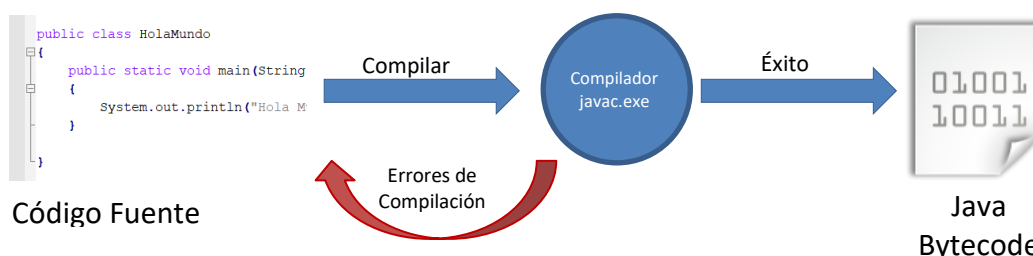 public class HolaMundo
{
public static void main(String
{
System.out.println("Hola M
}
}
Compilar
Compilador
javac.exe
Éxito
01001
10011
Errores de
Compilación
Código Fuente
Java
Bytecode